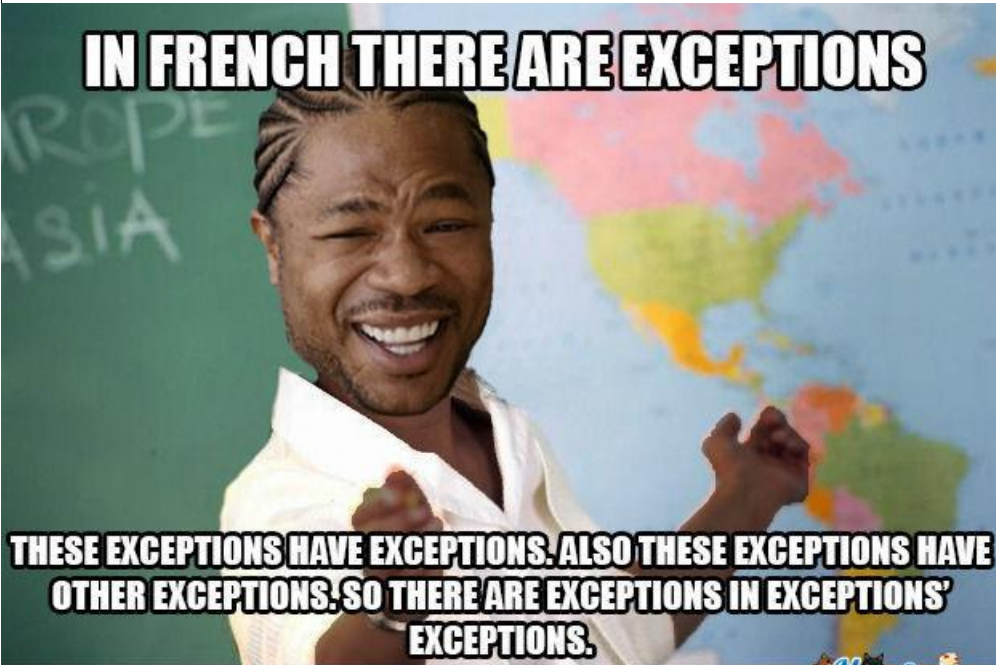 IN FRENCH THERE ARE EXCEPTIONS
ROPE
ASIA
THESE EXCEPTIONS HAVE EXCEPTIONS. ALSO THESE EXCEPTIONS HAVE
OTHER EXCEPTIONS. SO THERE ARE EXCEPTIONS IN EXCEPTIONS'
EXCEPTIONS.